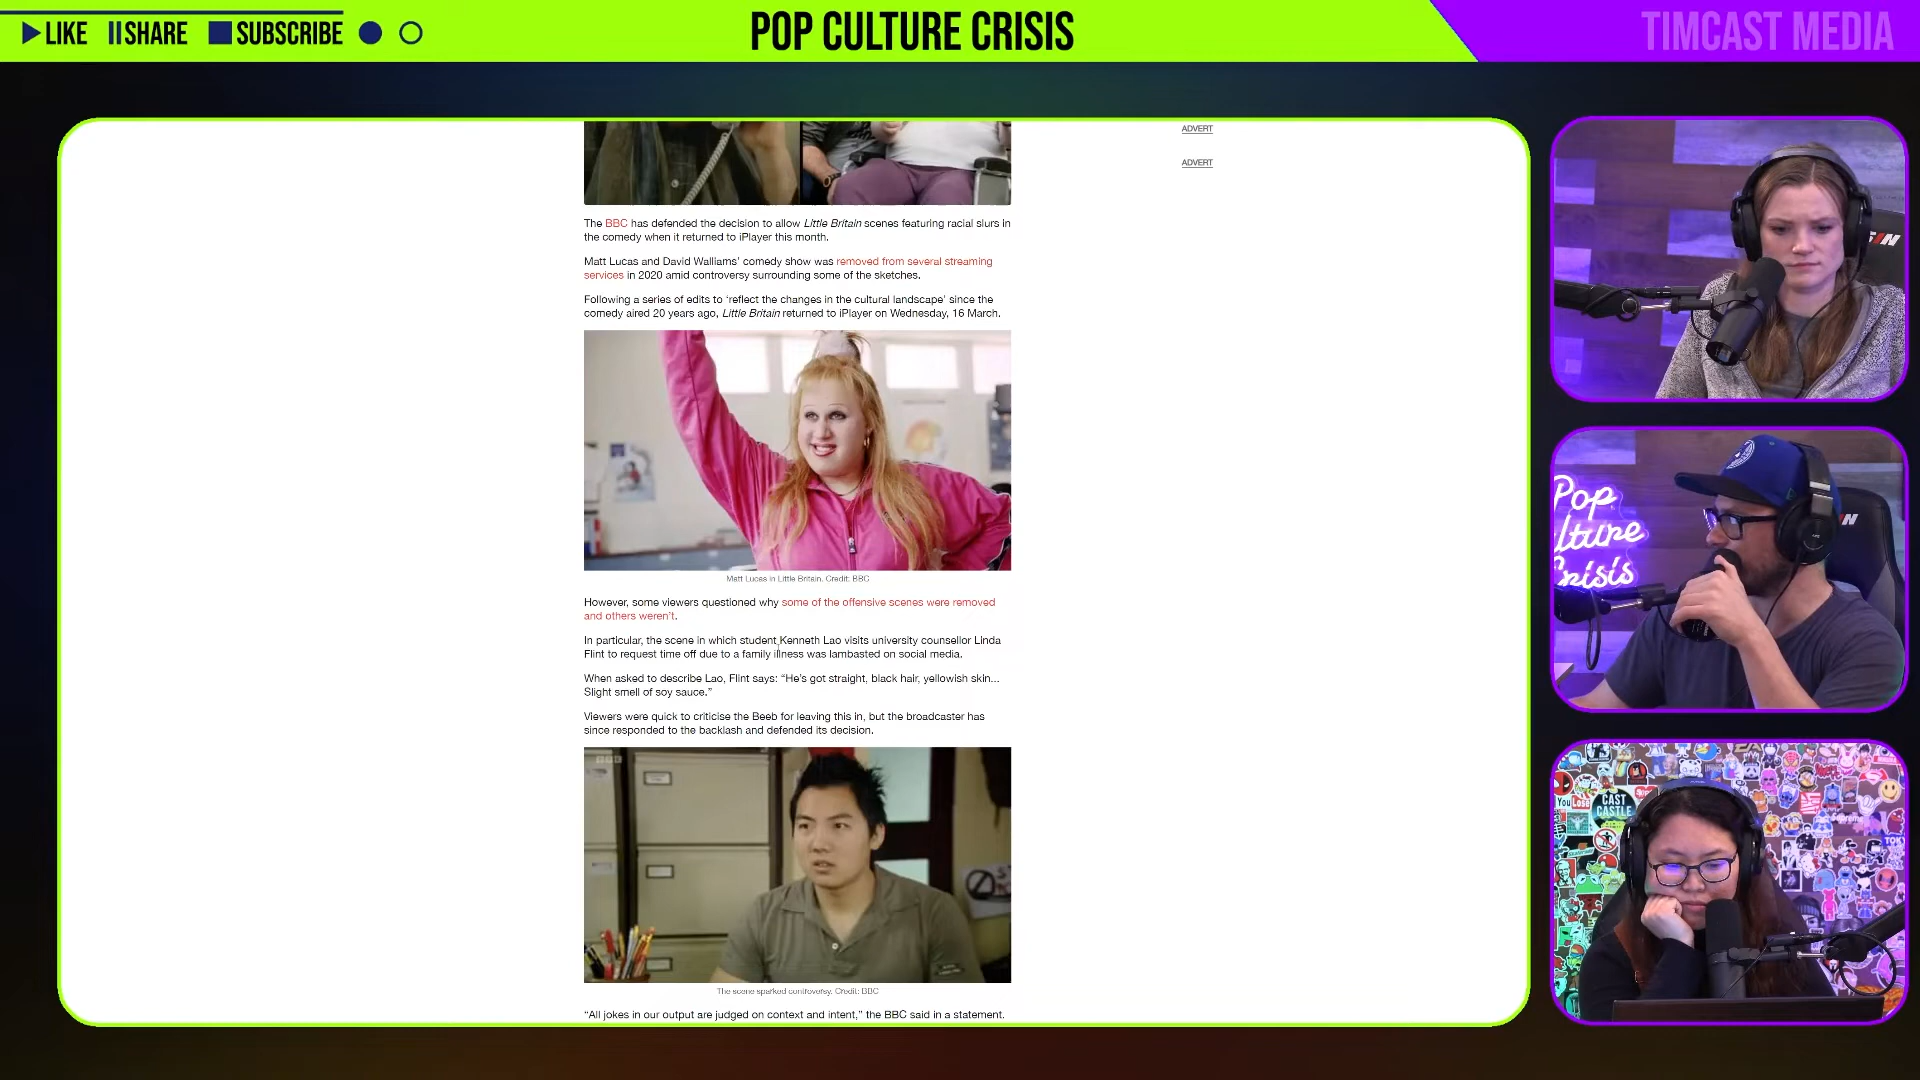 LIKE SHARE SUBSCRIBE
POP CULTURE CRISIS
TIMCAST MEDIA
ADVERT
ADVERT
The BBC has defended the decision to allow Little Britain scenes featuring racial slurs in
the comedy when it returned to iPlayer this month.
Matt Lucas and David Walliams' comedy show was removed from several streaming
services in 2020 amid controversy surrounding some of the sketches.
Following a series of edits to 'reflect the changes in the cultural landscape' since the
comedy aired 20 years ago, Little Britain returned to iPlayer on Wednesday, 16 March.
Matt Lucas in Little Britain. Credit: BBC
However, some viewers questioned why some of the offensive scenes were removed
and others weren't.
In particular, the scene in which student Kenneth Lao visits university counsellor Linda
Flint to request time off due to a family illness was lambasted on social media.
When asked to describe Lao, Flint says: “He's got straight, black hair, yellowish skin...
Slight smell of soy sauce.”
Viewers were quick to criticise the Beeb for leaving this in, but the broadcaster has
since responded to the backlash and defended its decision.
BBC
The scene sparked controversy. Credit: BBC
“All jokes in our output are judged on context and intent,” the BBC said in a statement.
Pop
lture
risis
You Lose
CAST
CASTLE
Supreme